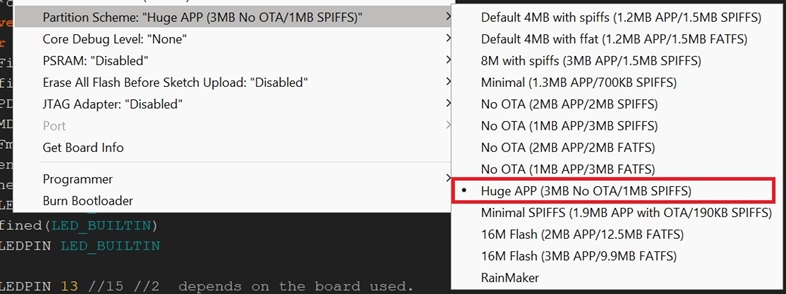 Partition Scheme: "Huge APP (3MB No OTA/1MB SPIFFS)"
Core Debug Level: "None"
PSRAM: "Disabled"
Erase All Flash Before Sketch Upload: "Disabled"
JTAG Adapter: "Disabled"
Port
Get Board Info
Programmer
Burn Bootloader
Default 4MB with spiffs (1.2MB APP/1.5MB SPIFFS)
Default 4MB with ffat (1.2MB APP/1.5MB FATFS)
8M with spiffs (3MB APP/1.5MB SPIFFS)
Minimal (1.3MB APP/700KB SPIFFS)
No OTA (2MB APP/2MB SPIFFS)
No OTA (1MB APP/3MB SPIFFS)
No OTA (2MB APP/2MB FATFS)
No OTA (1MB APP/3MB FATFS)
Huge APP (3MB No OTA/1MB SPIFFS)
Minimal SPIFFS (1.9MB APP with OTA/190KB SPIFFS)
16M Flash (2MB APP/12.5MB FATFS)
16M Flash (3MB APP/9.9MB FATFS)
RainMaker
fined(LED_BUILTIN)
LEDPIN LED_BUILTIN
LEDPIN 13 //15 //2 depends on the board used.